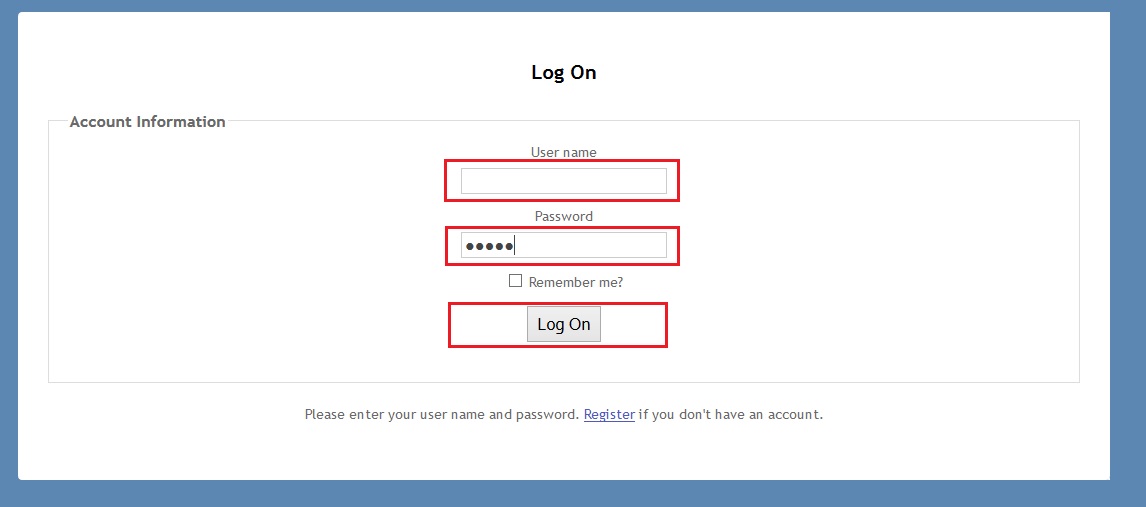 Log On
Account Information
User name
Password
●●●●●
Remember me?
Log On
Please enter your user name and password. Register if you don't have an account.